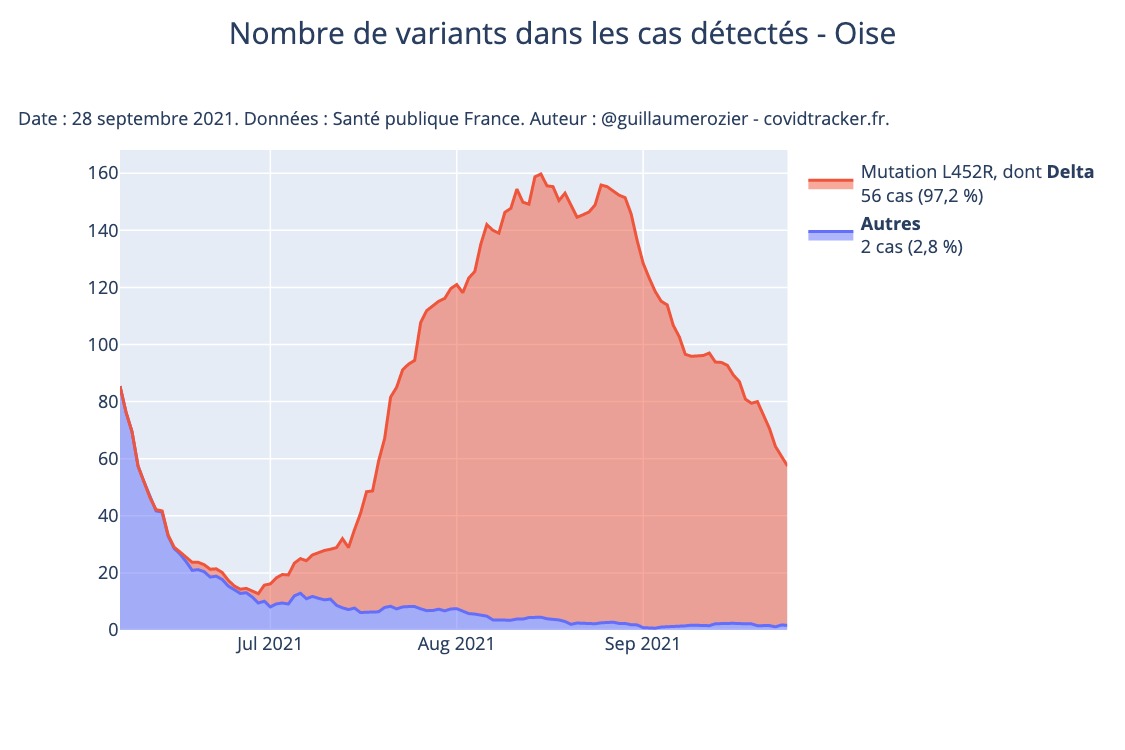 Nombre de variants dans les cas détectés - Oise
Date : 28 septembre 2021. Données : Santé publique France. Auteur : @guillaumerozier - covidtracker.fr.
160
140
120
100
80
60
40
20
0
Jul 2021
Aug 2021
Sep 2021
Mutation L452R, dont Delta
56 cas (97,2 %)
Autres
2 cas (2,8 %)